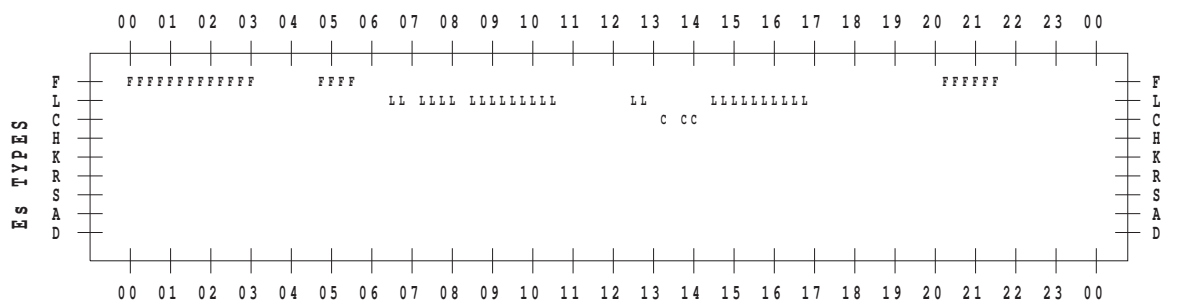 00 01 02 03 04 05 06 07 08 09 10 11 12 13 14 15 16 17 18 19 20 21 22 23 00
F FFFFFFFFFFFFF FFFF FFFFFF F
L LL LLLL LLLLLLLLL LL LLLLLLLLLL L
C C CC C
H H
K K
R R
S S
A A
D D
Es TYPES
00 01 02 03 04 05 06 07 08 09 10 11 12 13 14 15 16 17 18 19 20 21 22 23 00